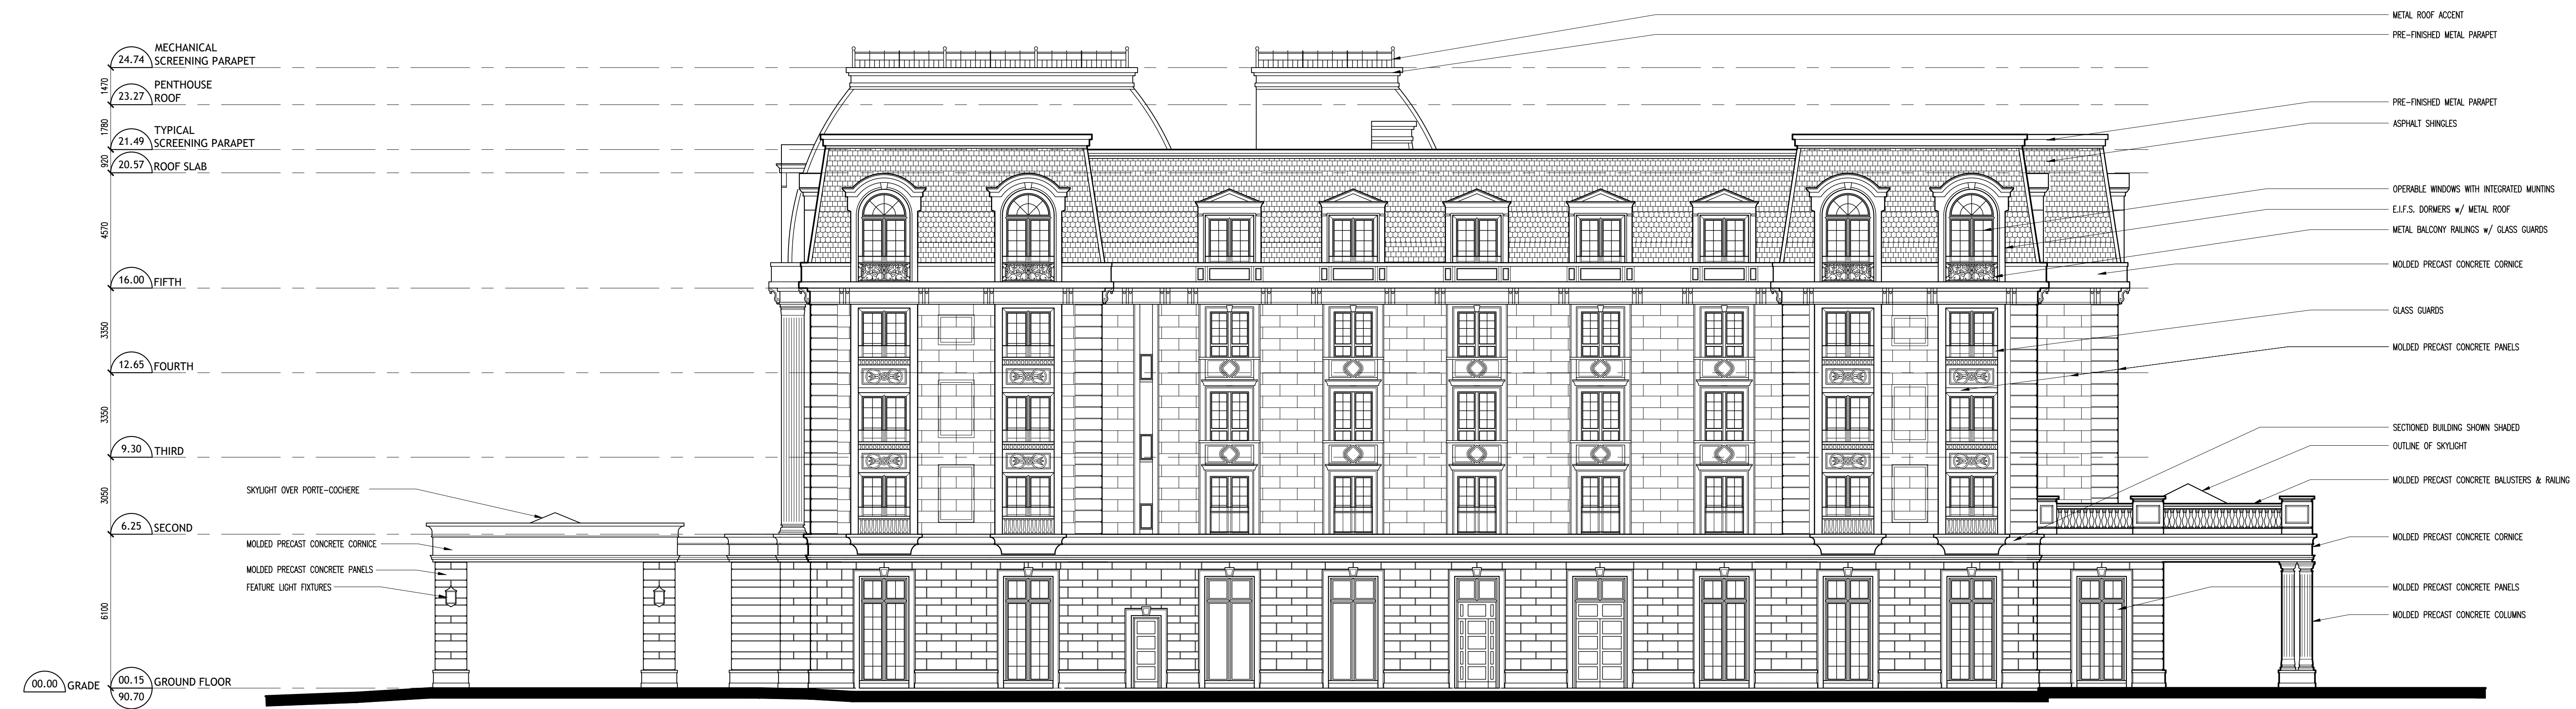 METAL ROOF ACCENT
PRE-FINISHED METAL PARAPET
24.74
MECHANICAL
SCREENING PARAPET
1470
23.27
PENTHOUSE
ROOF
PRE-FINISHED METAL PARAPET
1780
ASPHALT SHINGLES
21.49
TYPICAL
SCREENING PARAPET
920
20.57
ROOF SLAB
OPERABLE WINDOWS WITH INTEGRATED MUNTINS
E.I.F.S. DORMERS w/ METAL ROOF
4570
METAL BALCONY RAILINGS w/ GLASS GUARDS
MOLDED PRECAST CONCRETE CORNICE
16.00
FIFTH
GLASS GUARDS
3350
MOLDED PRECAST CONCRETE PANELS
12.65
FOURTH
3350
SECTIONED BUILDING SHOWN SHADED
OUTLINE OF SKYLIGHT
9.30
THIRD
MOLDED PRECAST CONCRETE BALUSTERS & RAILING
SKYLIGHT OVER PORTE-COCHERE
3050
6.25
SECOND
MOLDED PRECAST CONCRETE CORNICE
MOLDED PRECAST CONCRETE CORNICE
MOLDED PRECAST CONCRETE PANELS
FEATURE LIGHT FIXTURES
MOLDED PRECAST CONCRETE PANELS
6100
MOLDED PRECAST CONCRETE COLUMNS
00.00
GRADE
00.15
GROUND FLOOR
90.70